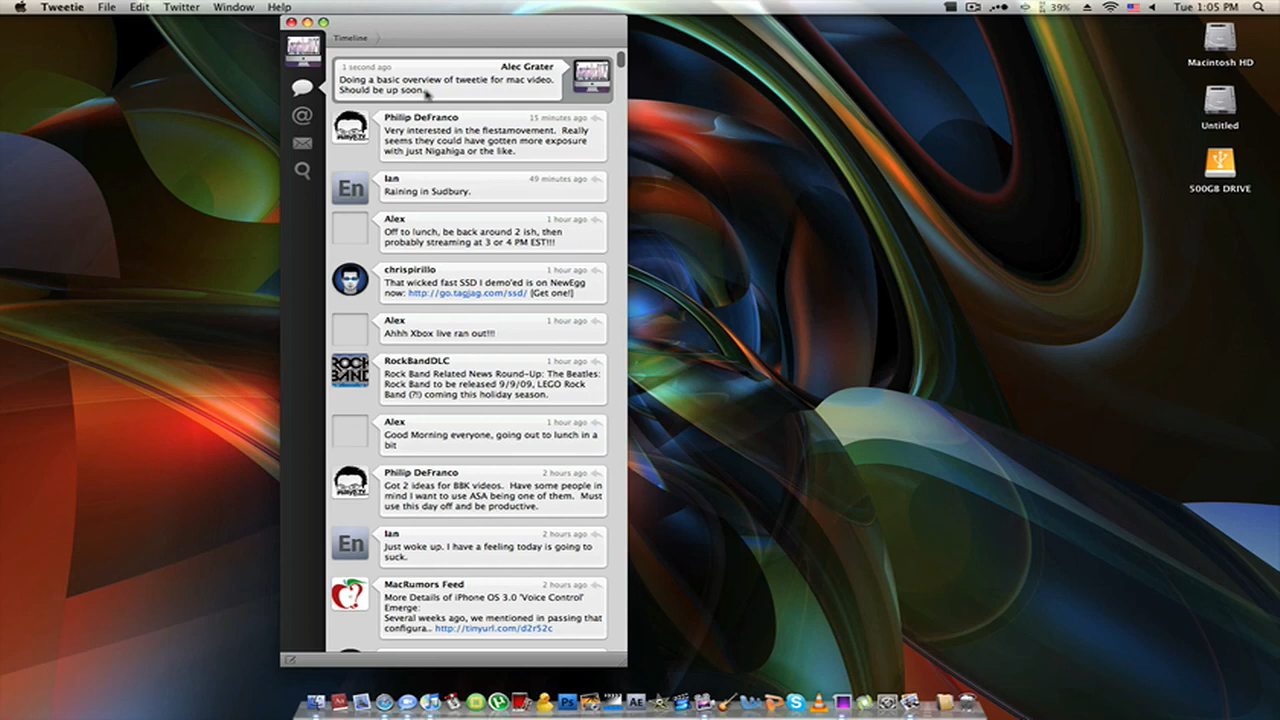 Tweetie File Edit Twitter Window Help
39% Tue 1:05 PM
Timeline
1 second ago Alec Grater
Doing a basic overview of tweetie for mac video.
Should be up soon.
Philip DeFranco 15 minutes ago
Very interested in the fiestamovement. Really
seems they could have gotten more exposure
with just Nigahiga or the like.
En
Ian 49 minutes ago
Raining in Sudbury.
Alex 1 hour ago
Off to lunch, be back around 2 ish, then
probably streaming at 3 or 4 PM EST!!!
chrispirillo 1 hour ago
That wicked fast SSD I demo'ed is on NewEgg
now: http://go.tagjag.com/ssd/ [Get one!]
Alex 1 hour ago
Ahhh Xbox live ran out!!!
ROCK
BAND
RockBandDLC 1 hour ago
Rock Band Related News Round-Up: The Beatles:
Rock Band to be released 9/9/09, LEGO Rock
Band (?!) coming this holiday season.
Alex 1 hour ago
Good Morning everyone, going out to lunch in a
bit
Philip DeFranco 2 hours ago
Got 2 ideas for BBK videos. Have some people in
mind I want to use ASA being one of them. Must
use this day off and be productive.
En
Ian 2 hours ago
Just woke up. I have a feeling today is going to
suck.
MacRumors Feed 2 hours ago
More Details of iPhone OS 3.0 'Voice Control'
Emerge:
Several weeks ago, we mentioned in passing that
configura.. http://tinyurl.com/d2r52c
Macintosh HD
Untitled
500GB DRIVE
Ps
AE